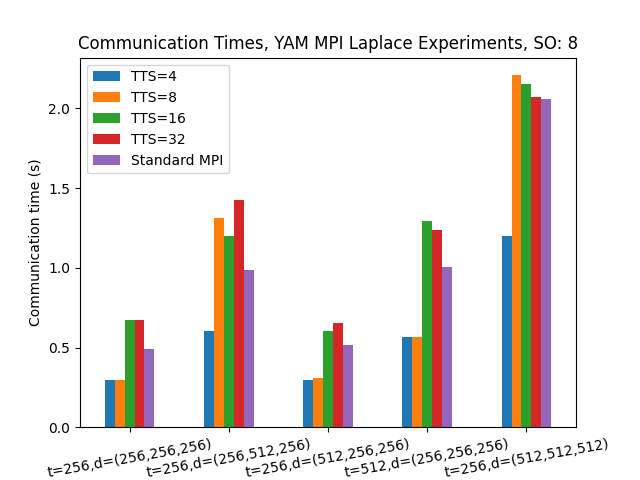 Communication Times, YAM MPI Laplace Experiments, SO: 8
TTS=4
TTS=8
TTS=16
TTS=32
Standard MPI
Communication time (s)
2.0
1.5
1.0
0.5
0.0
t=256,d=(256,256,256)
t=256,d=(256,512,256)
t=256,d=(512,256,256)
t=512,d=(256,256,256)
t=256,d=(512,512,512)